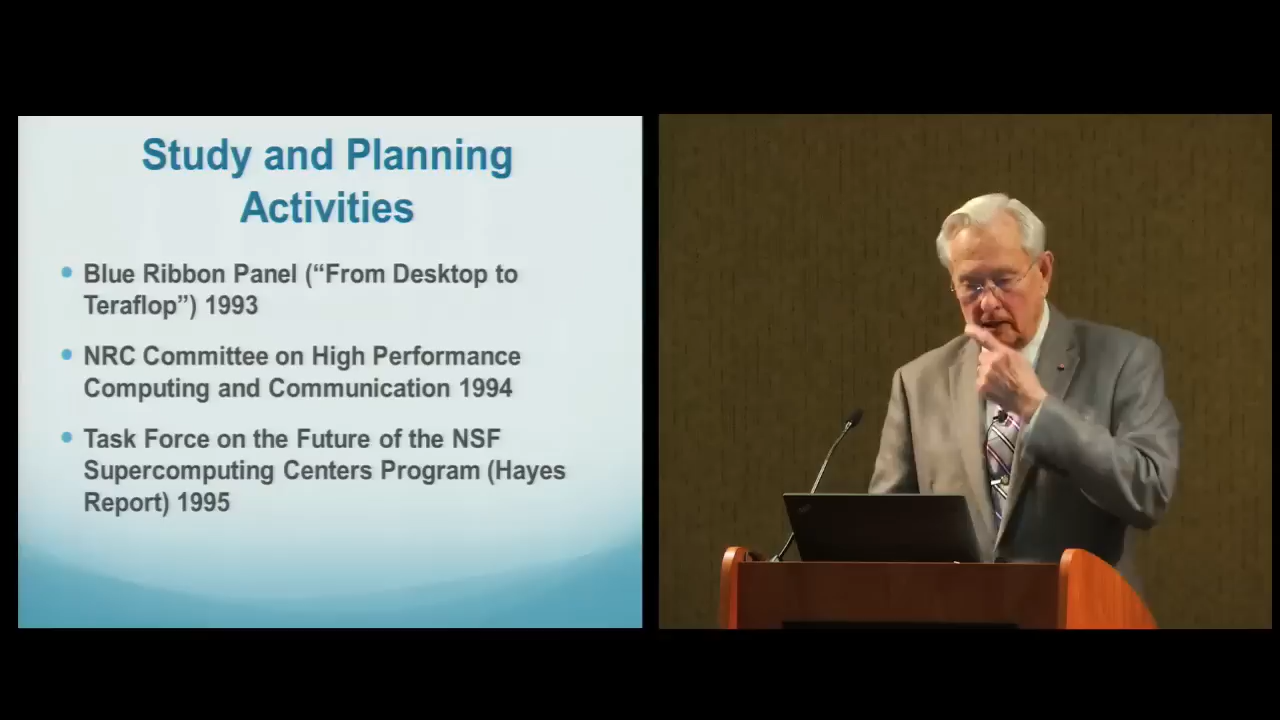 Study and Planning
Activities
• Blue Ribbon Panel (“From Desktop to
Teraflop”) 1993
• NRC Committee on High Performance
Computing and Communication 1994
• Task Force on the Future of the NSF
Supercomputing Centers Program (Hayes
Report) 1995